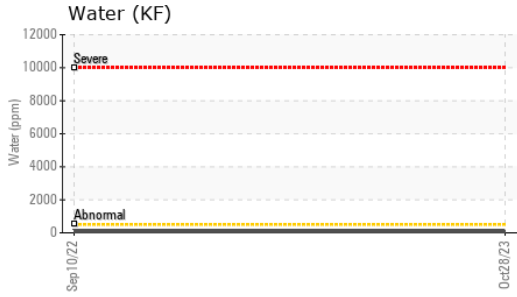 Water (KF)
12000
Severe
10000
8000
Water (ppm)
6000
4000
2000
Abnormal
0
Sep10/22
Oct28/23